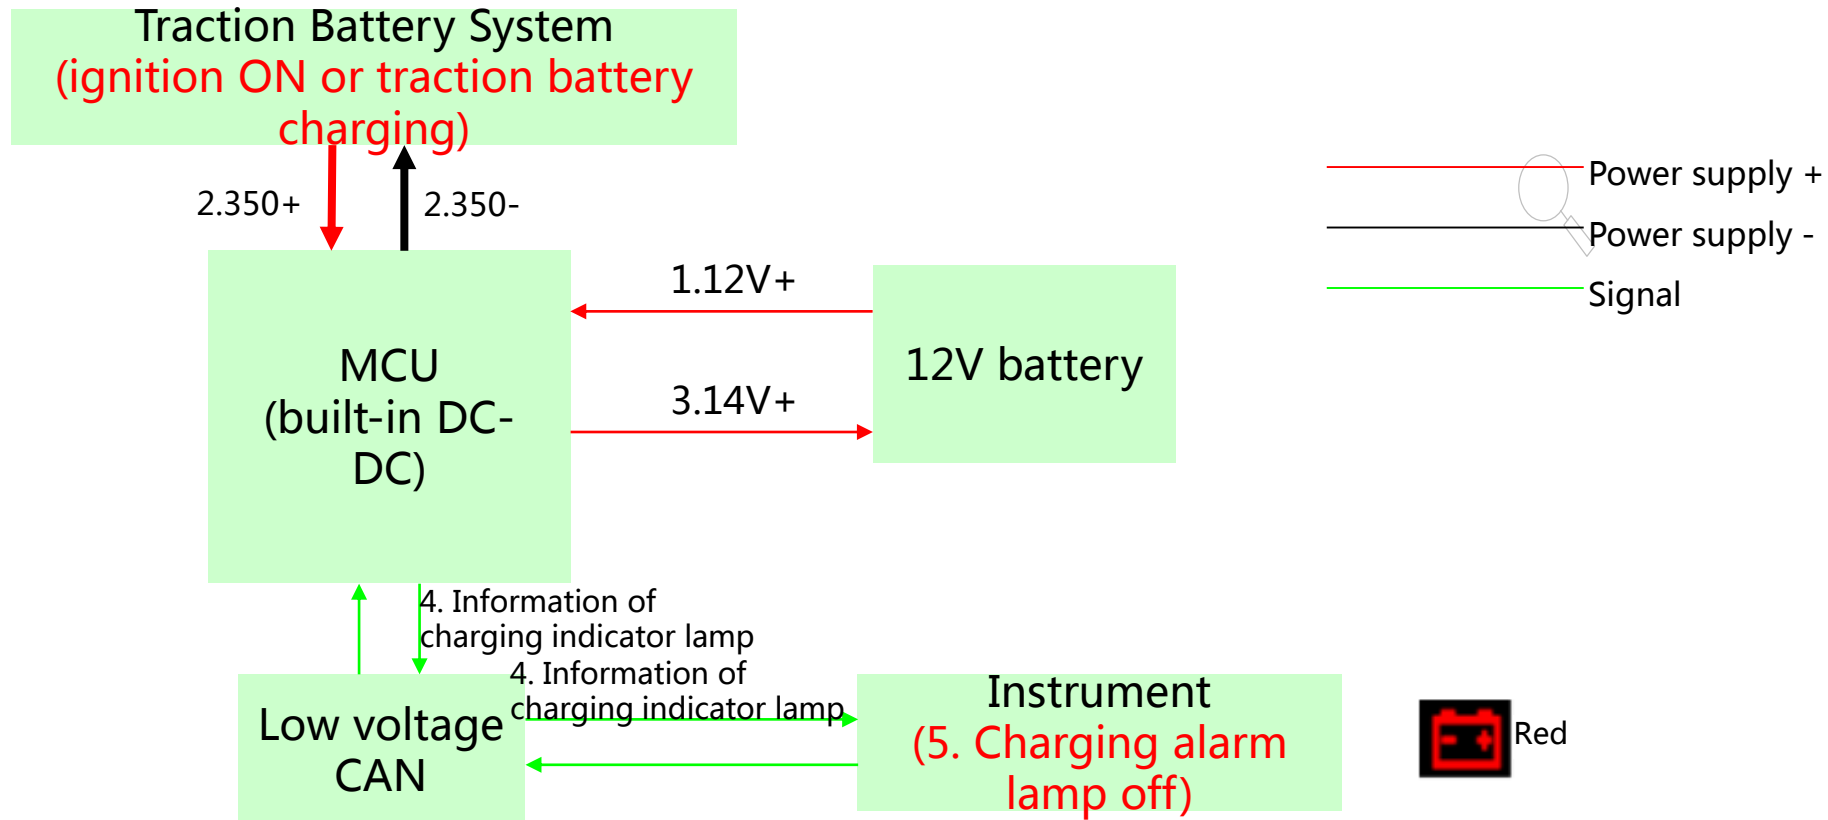 Traction Battery System
(ignition ON or traction battery
charging)
2.350+
2.350-
Power supply +
Power supply -
Signal
1.12V+
3.14V+
MCU
(built-in DC-
DC)
12V battery
4. Information of
charging indicator lamp
4. Information of
charging indicator lamp
Low voltage
CAN
Instrument
(5. Charging alarm
lamp off)
Red